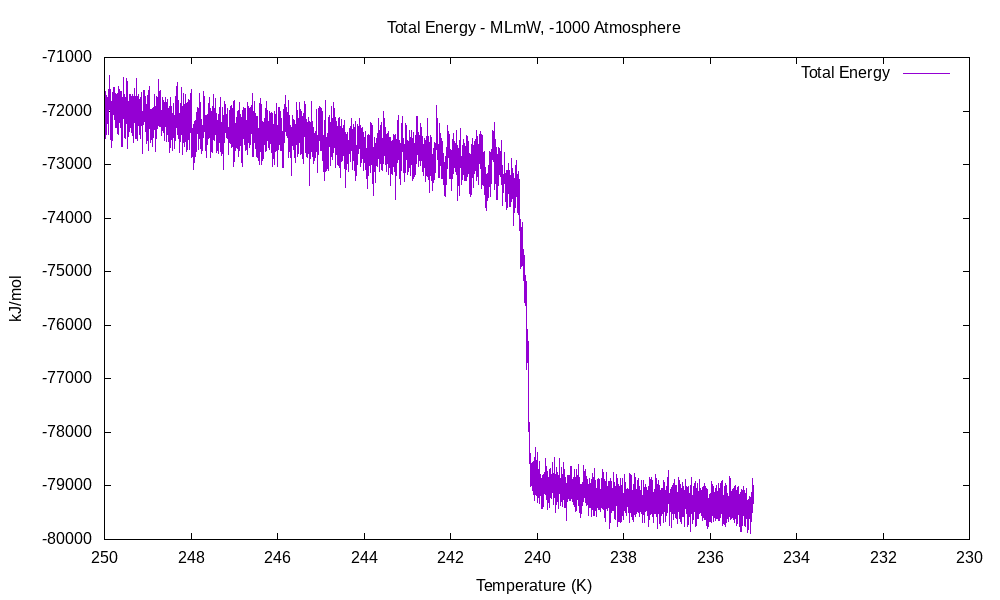 Total Energy - MLmW, -1000 Atmosphere
Total Energy
-71000
-72000
-73000
-74000
-75000
-76000
-77000
-78000
-79000
-80000
kJ/mol
250 248 246 244 242 240 238 236 234 232 230
Temperature (K)